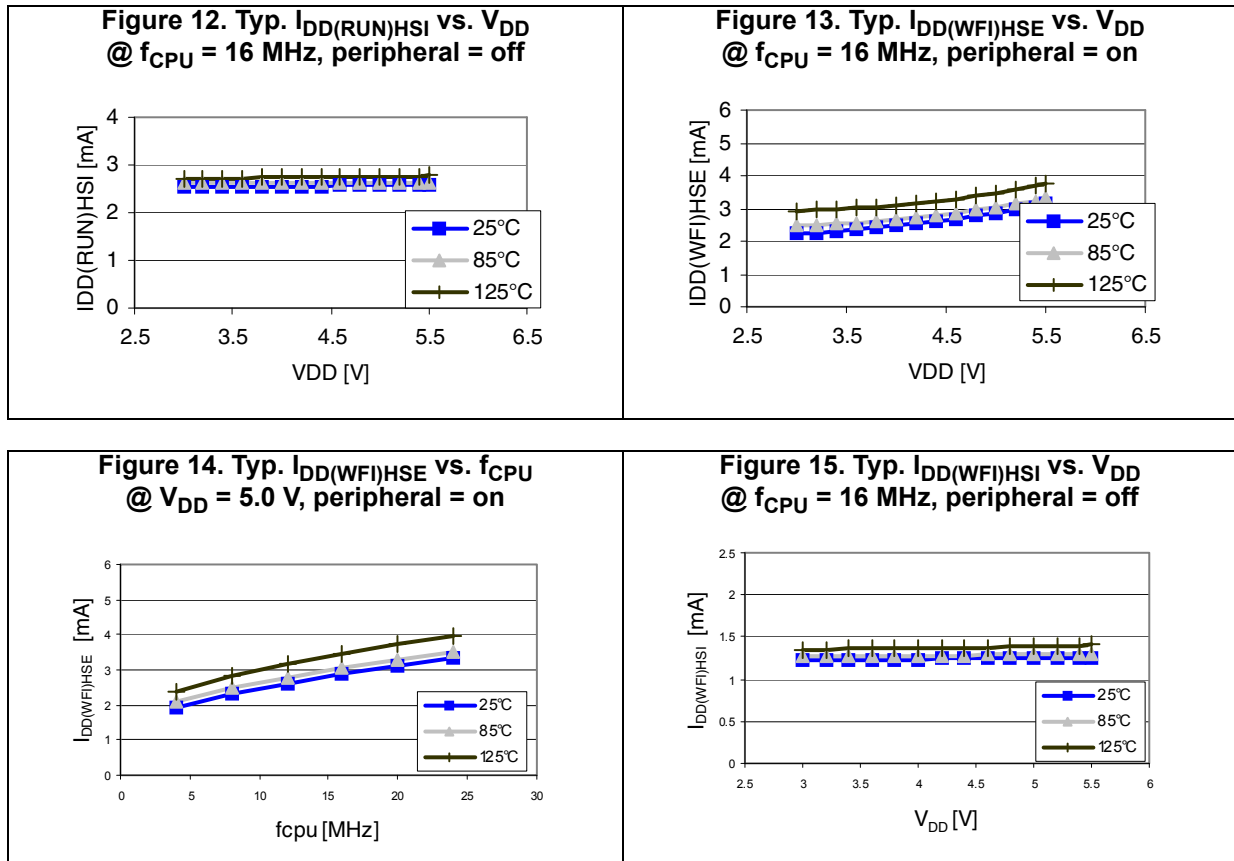 Figure 12. Typ. IDD(RUN)HSI vs. VDD
@ fCPU = 16 MHz, peripheral = off
IDD(RUN)HSI [mA]
4
3
2
1
0
2.5 3.5 4.5 5.5 6.5
VDD [V]
25°C
85°C
125°C
Figure 13. Typ. IDD(WFI)HSE vs. VDD
@ fCPU = 16 MHz, peripheral = on
IDD(WFI)HSE [mA]
6
5
4
3
2
1
0
2.5 3.5 4.5 5.5 6.5
VDD [V]
25°C
85°C
125°C
Figure 14. Typ. IDD(WFI)HSE vs. fCPU
@ VDD = 5.0 V, peripheral = on
IDD(WFI)HSE [mA]
6
5
4
3
2
1
0
0 5 10 15 20 25 30
fcpu [MHz]
25°C
85°C
125°C
Figure 15. Typ. IDD(WFI)HSI vs. VDD
@ fCPU = 16 MHz, peripheral = off
IDD(WFI)HSI [mA]
2.5
2
1.5
1
0.5
0
2.5 3 3.5 4 4.5 5 5.5 6
VDD [V]
25°C
85°C
125°C